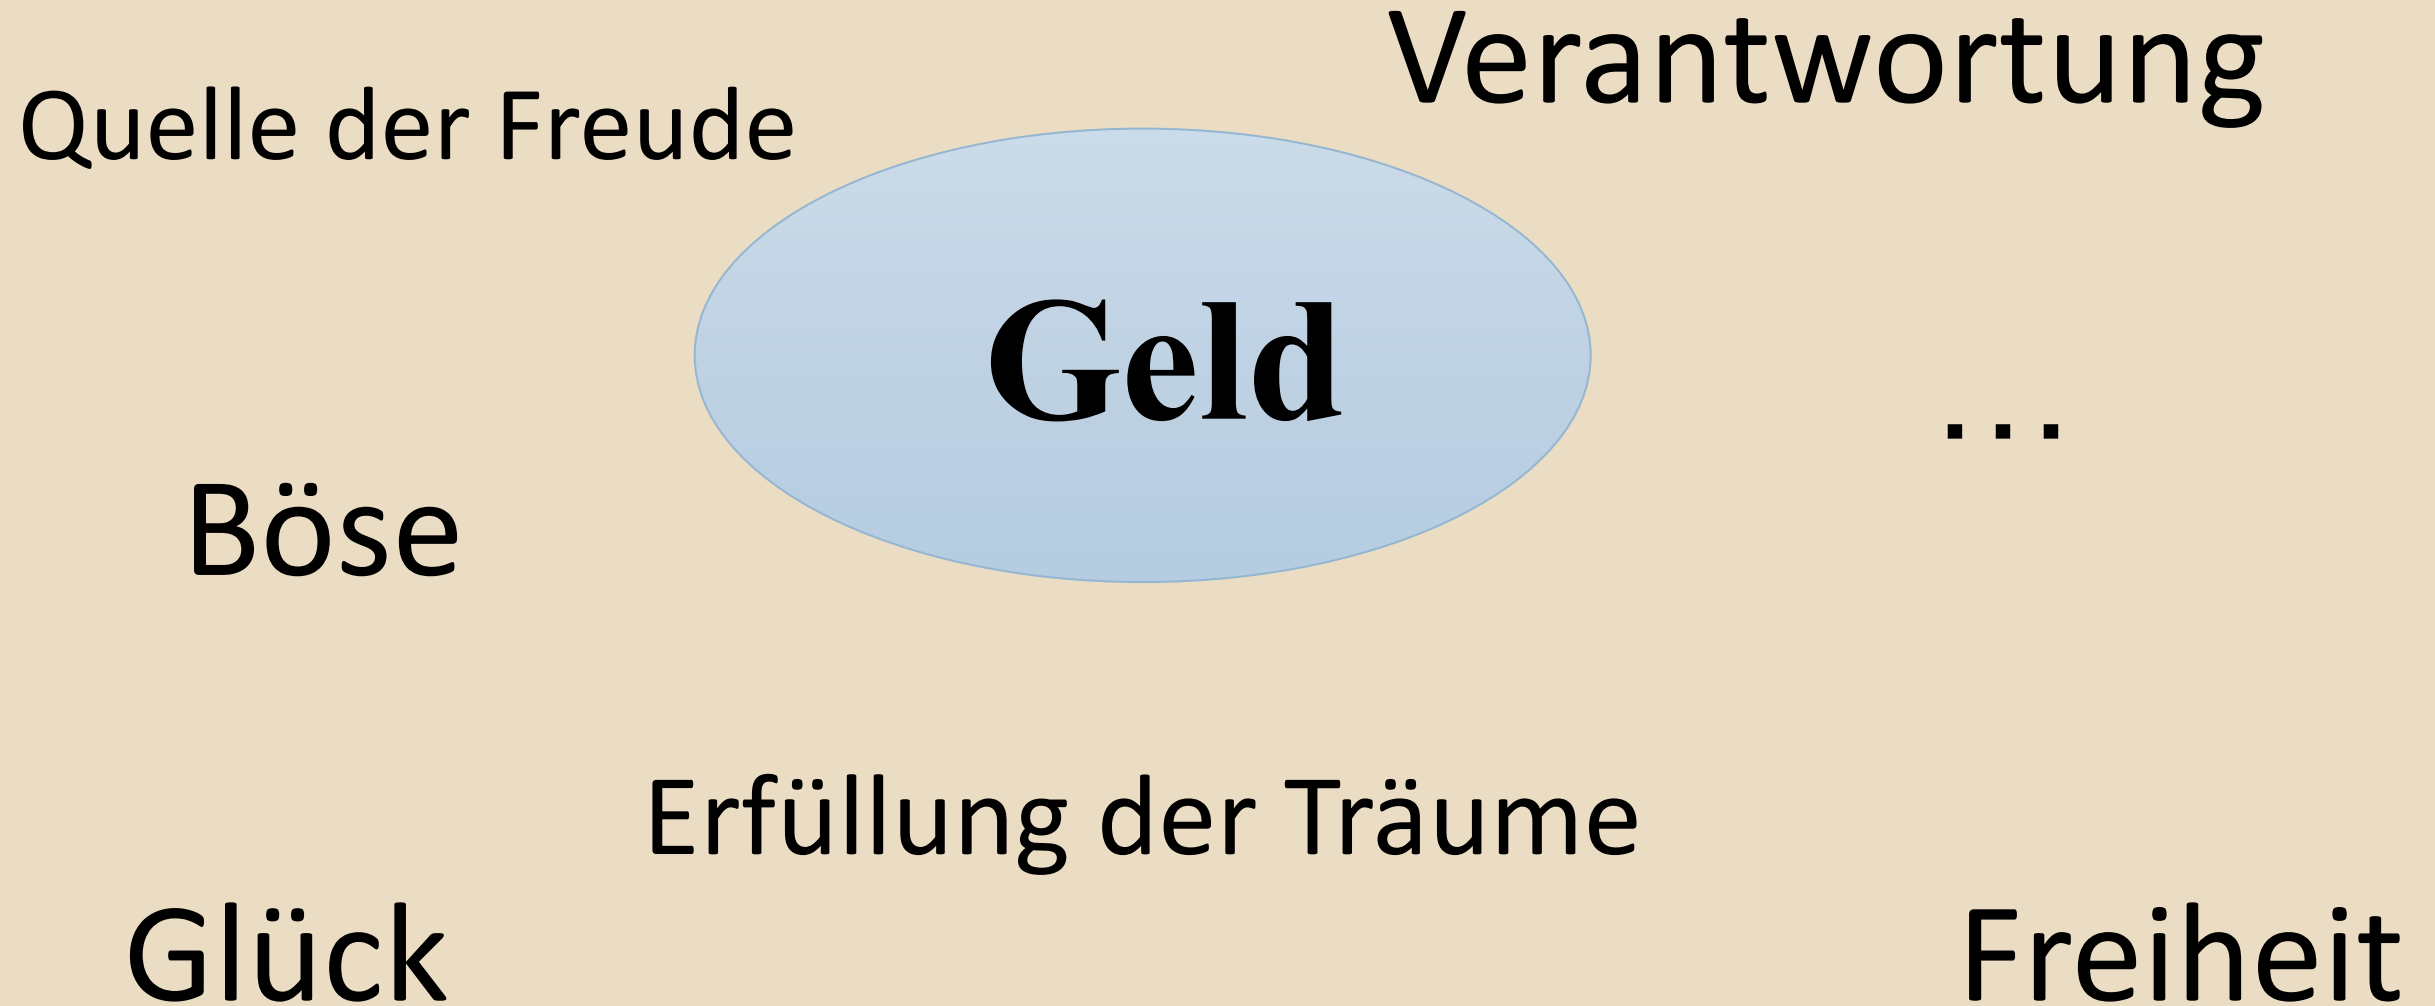 Verantwortung
Quelle der Freude
Geld
...
Böse
Erfüllung der Träume
Glück
Freiheit